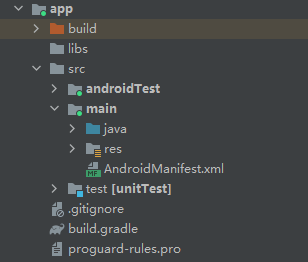 app
build
libs
src
androidTest
main
java
res
AndroidManifest.xml
test [unitTest]
.gitignore
build.gradle
proguard-rules.pro